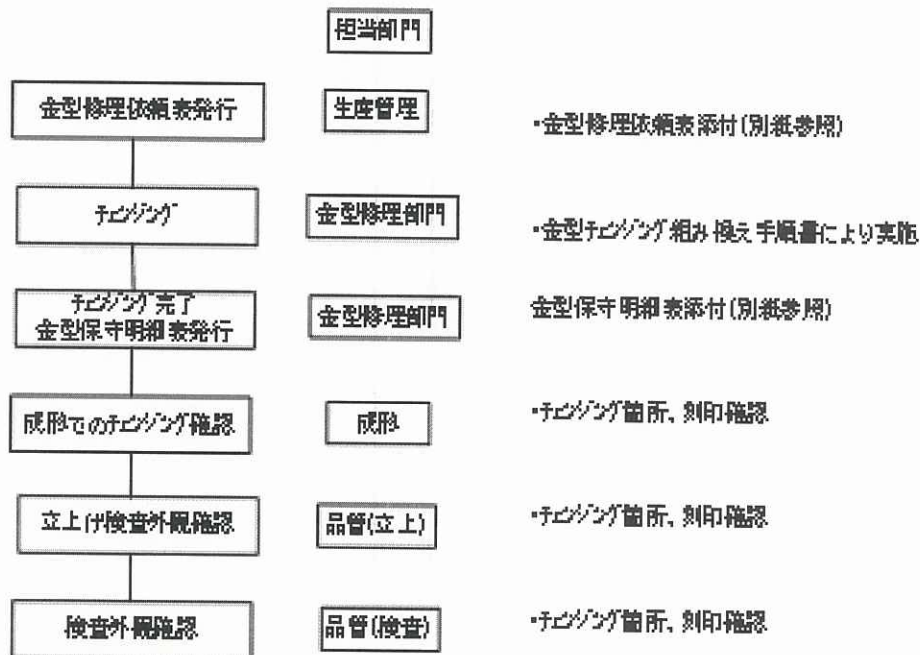 担当部門
金型修理依頼表発行
生産管理
・金型修理依頼表添付(別紙参照)
チェンジング
金型修理部門
・金型チェンジング組み換え手順書により実施
チェンジング完了
金型保守明細表発行
金型修理部門
金型保守明細表添付(別紙参照)
成形でのチェンジング確認
成形
・チェンジング箇所、刻印確認
立上げ検査外観確認
品管(立上)
・チェンジング箇所、刻印確認
検査外観確認
品管(検査)
・チェンジング箇所、刻印確認